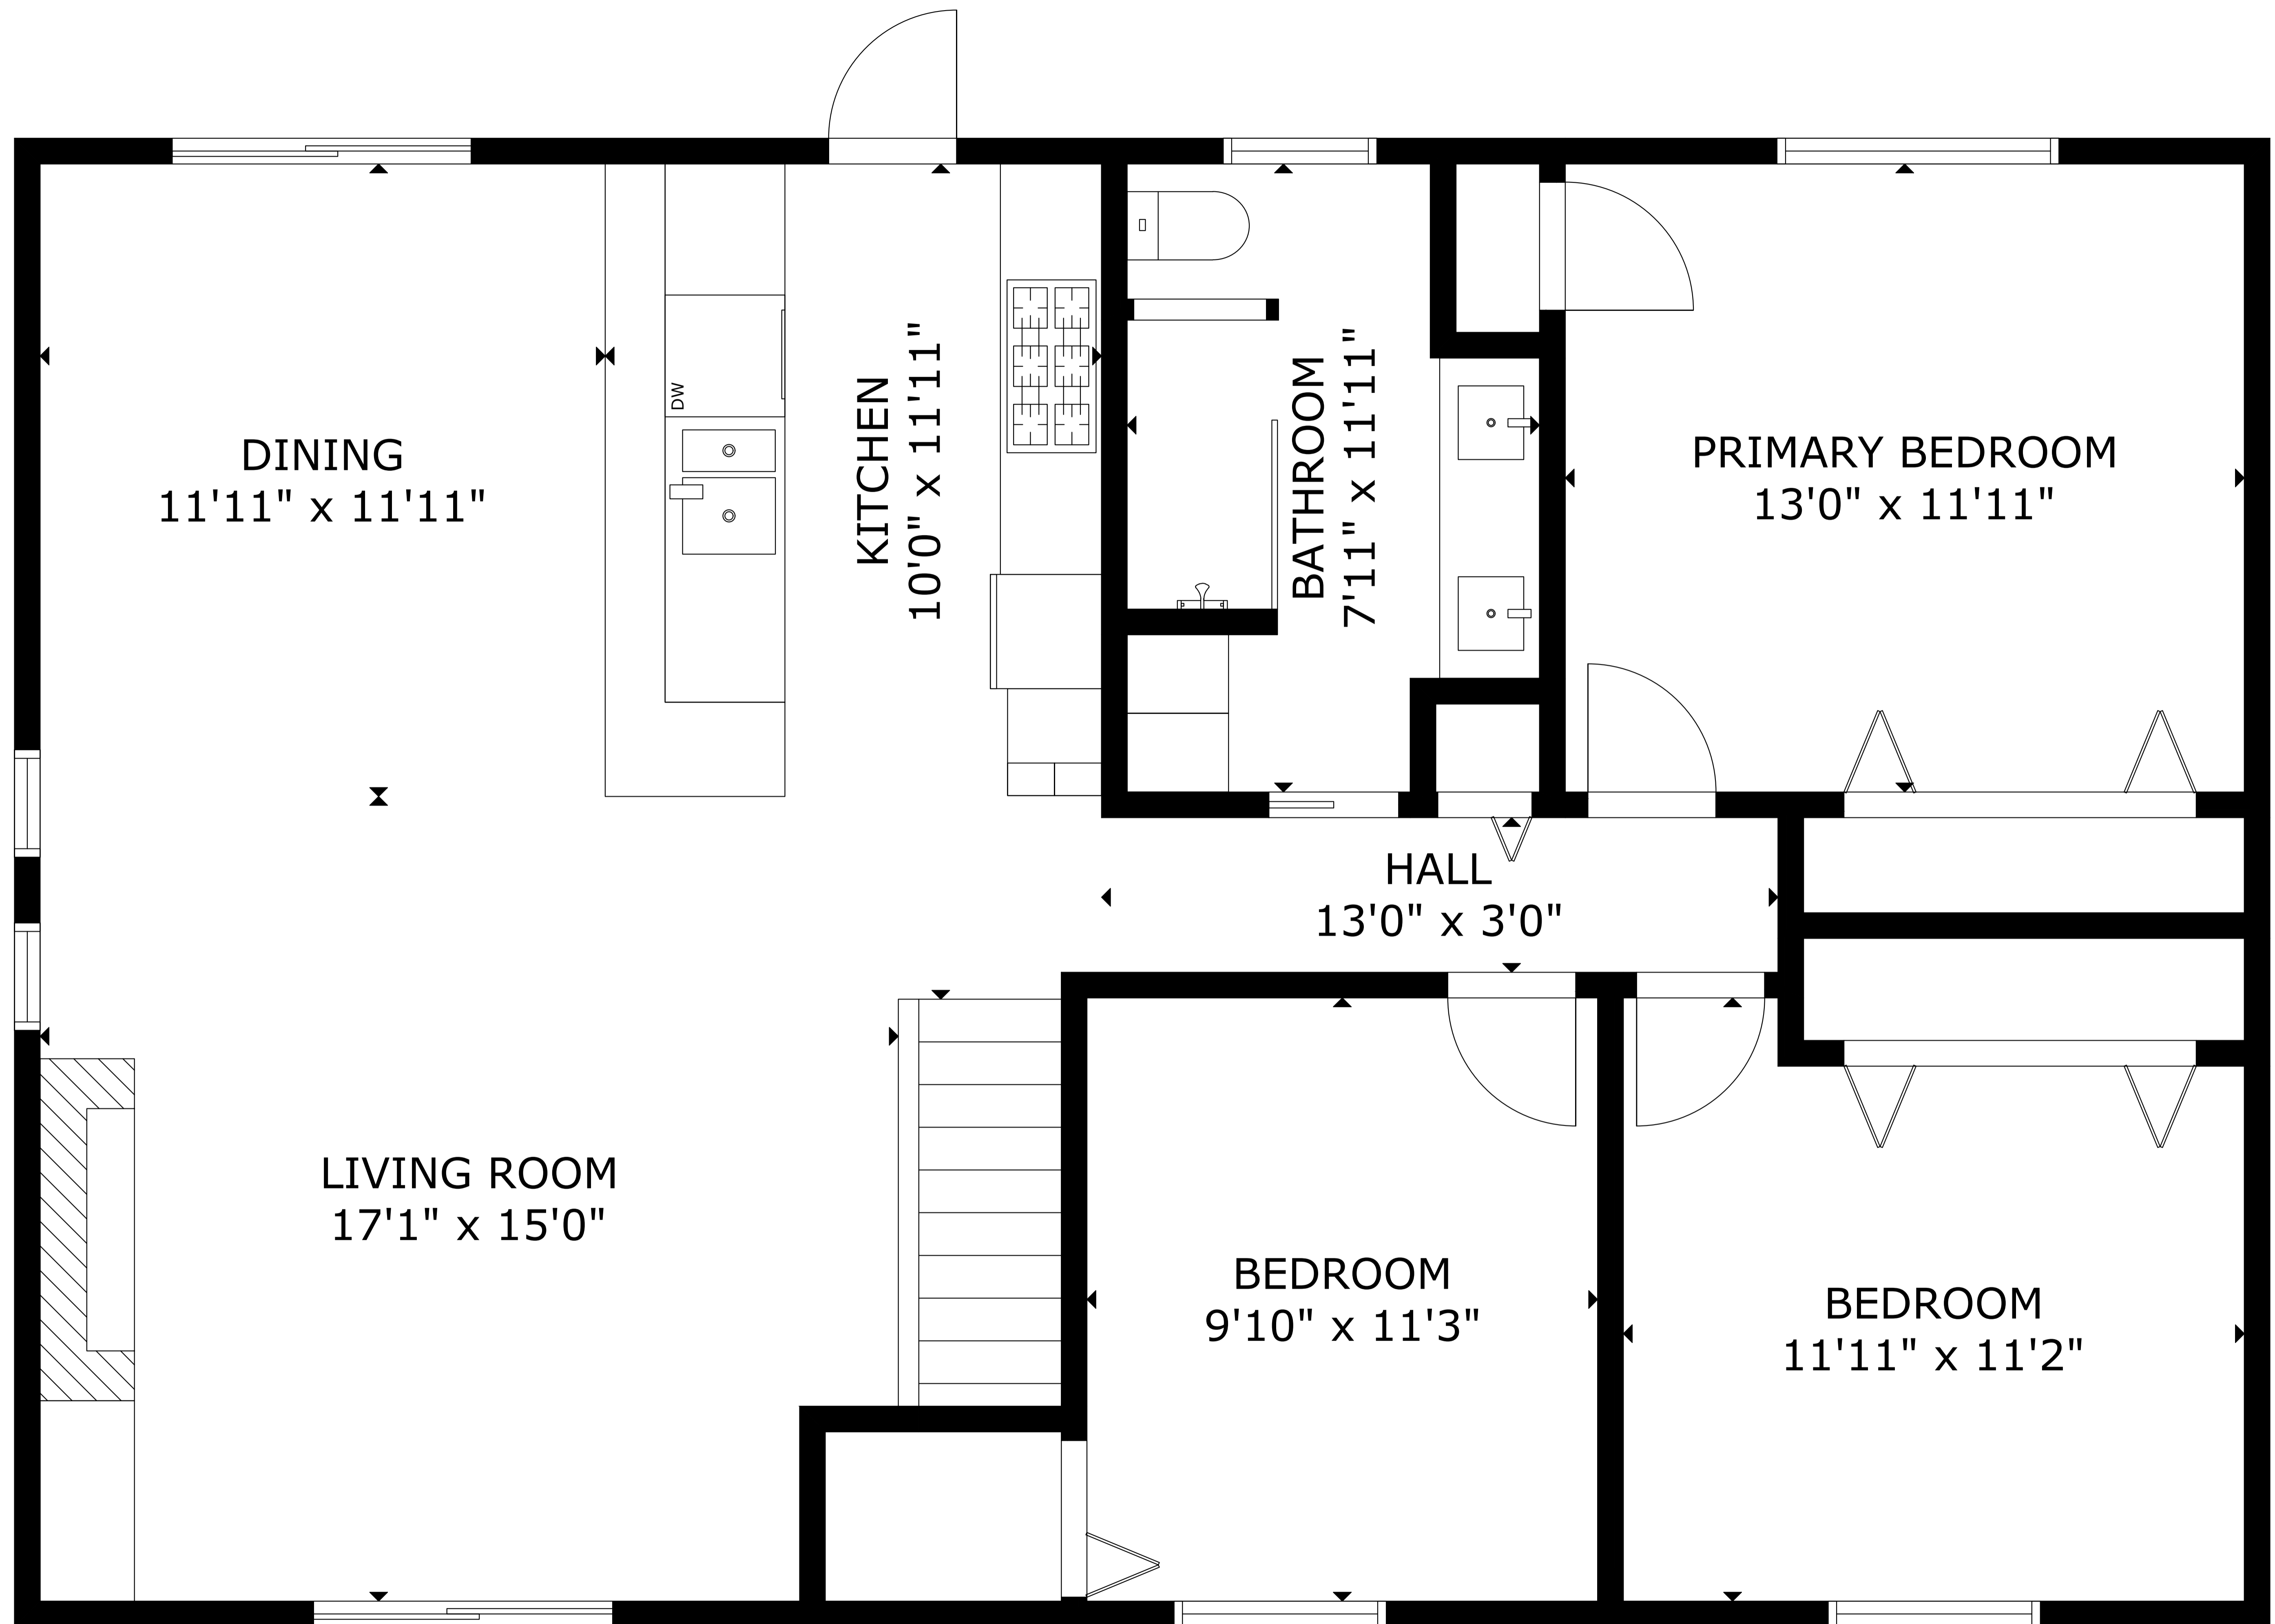 DINING
11'11" x 11'11"
DW
KITCHEN
10'0" x 11'11"
BATHROOM
7'11" x 11'11"
PRIMARY BEDROOM
13'0" x 11'11"
HALL
13'0" x 3'0"
LIVING ROOM
17'1" x 15'0"
BEDROOM
9'10" x 11'3"
BEDROOM
11'11" x 11'2"